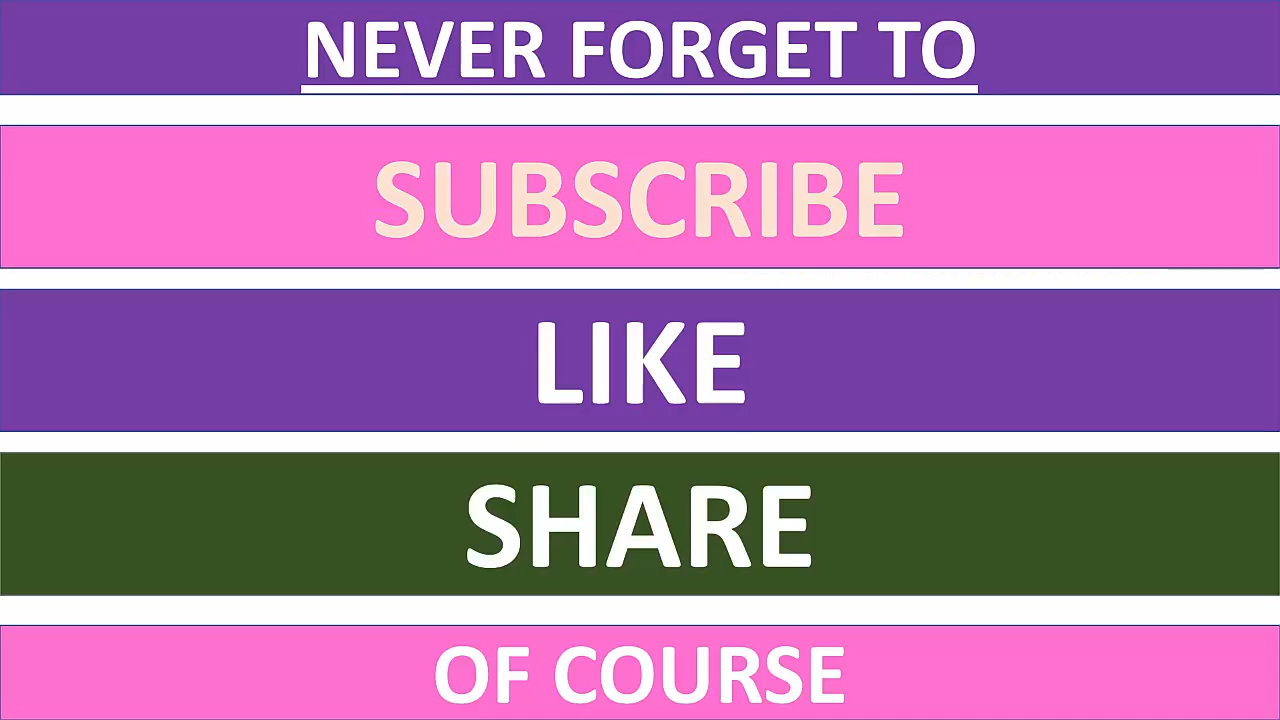 NEVER FORGET TO
SUBSCRIBE
LIKE
SHARE
OF COURSE